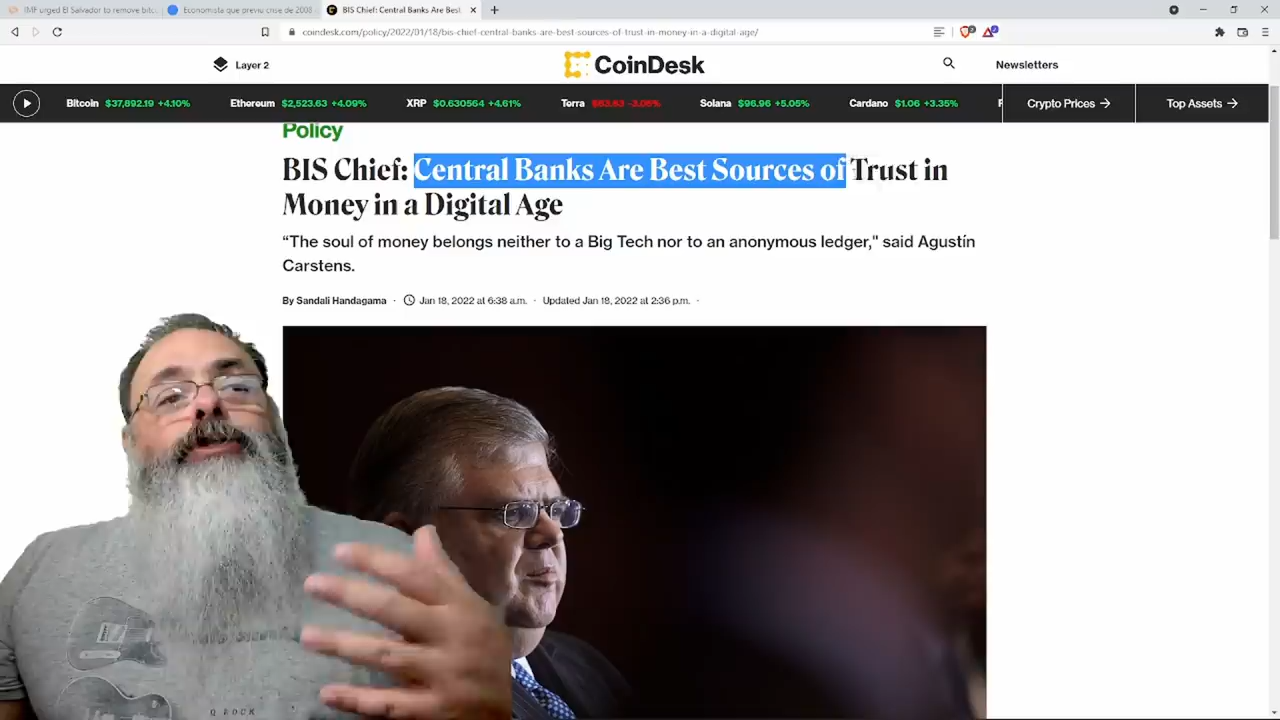 IMF urged El Salvador to remove bitc
Economista que previu crise de 2008
BIS Chief: Central Banks Are Best
coindesk.com/policy/2022/01/18/bis-chief-central-banks-are-best-sources-of-trust-in-money-in-a-digital-age/
Layer 2
CoinDesk
Newsletters
Bitcoin $37,892.19 +4.10% Ethereum $2,523.63 +4.09% XRP $0.630564 +4.61% Terra $63.63 -3.06% Solana $96.96 +5.05% Cardano $1.06 +3.35% Crypto Prices → Top Assets →
Policy
BIS Chief: Central Banks Are Best Sources of Trust in
Money in a Digital Age
“The soul of money belongs neither to a Big Tech nor to an anonymous ledger," said Agustín
Carstens.
By Sandali Handagama · Jan 18, 2022 at 6:38 a.m. · Updated Jan 18, 2022 at 2:36 p.m. ·